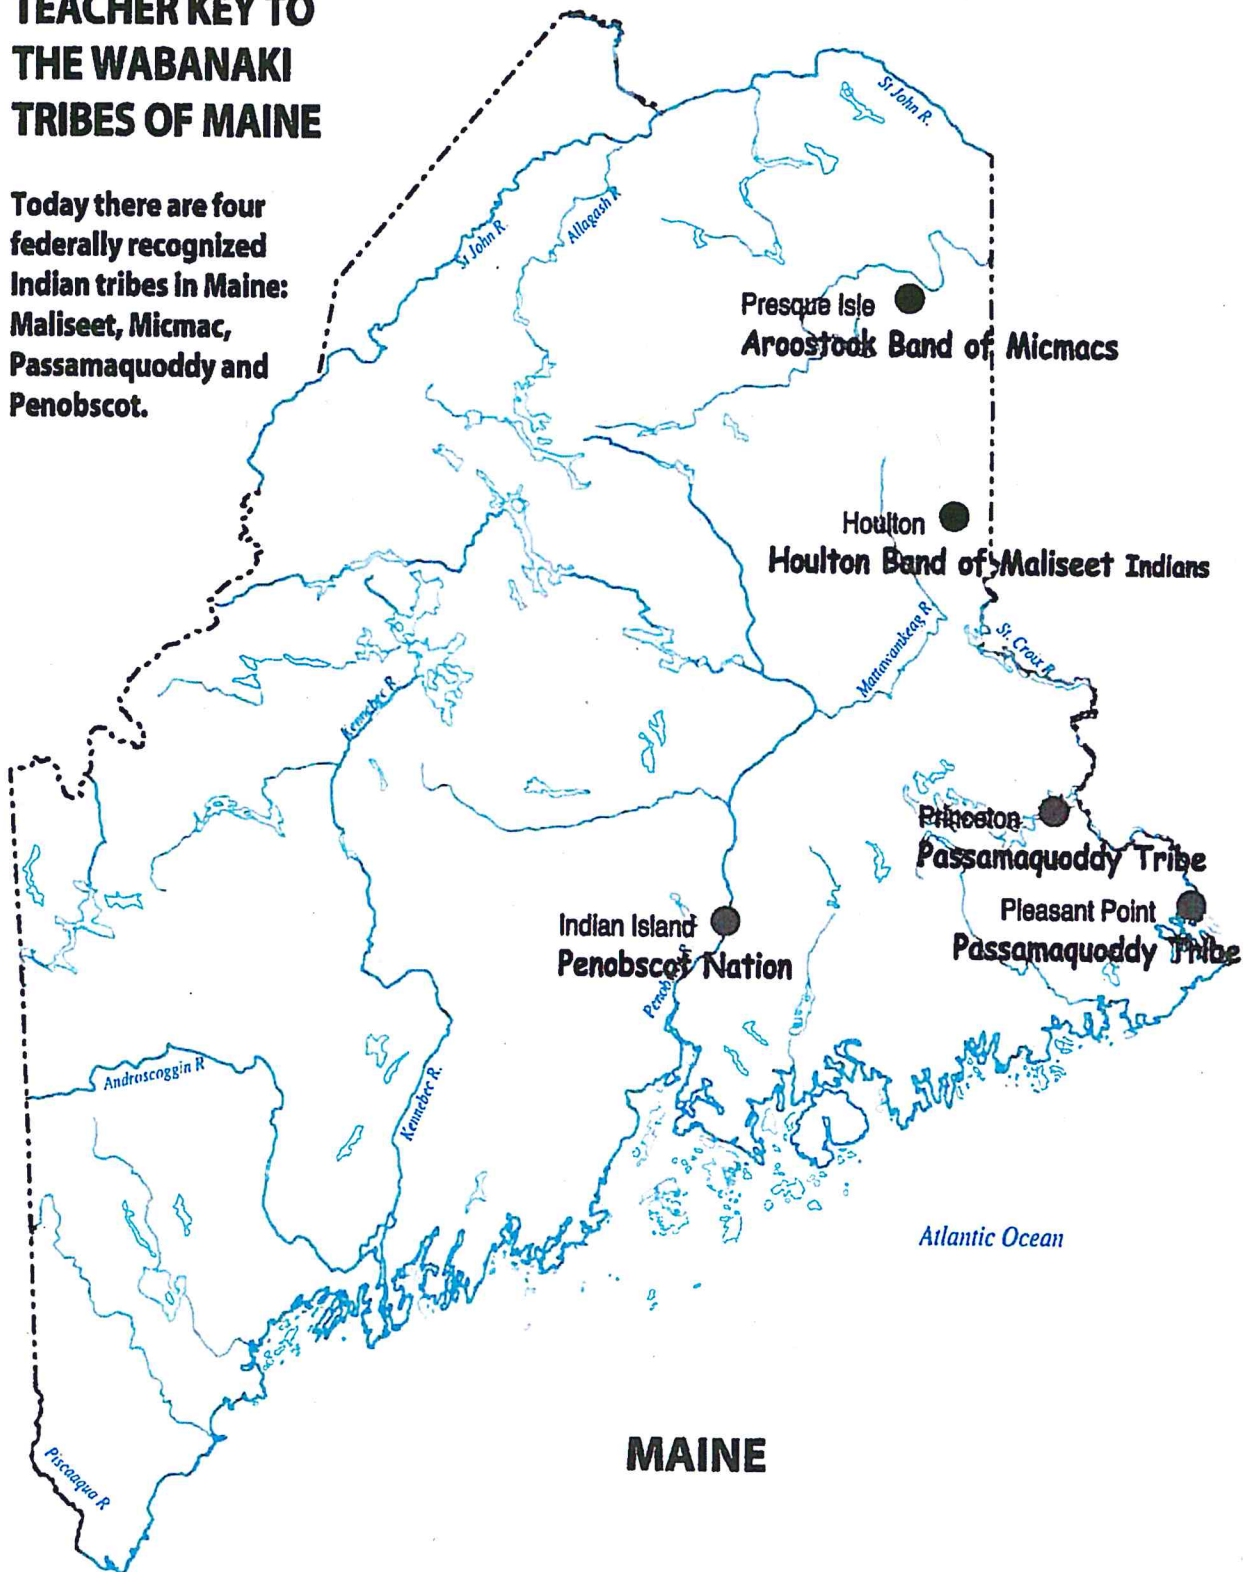 TEACHER KEY TO
THE WABANAKI
TRIBES OF MAINE
Today there are four
federally recognized
Indian tribes in Maine:
Maliseet, Micmac,
Passamaquoddy and
Penobscot.
St John R.
St John R.
Allagash R
Presque Isle
Aroostook Band of Micmacs
Houlton
Houlton Band of Maliseet Indians
Mattawamkeag R
St. Croix R
Kennebec R
Princeton
Passamaquoddy Tribe
Pleasant Point
Passamaquoddy Tribe
Indian Island
Penobscot Nation
Androscoggin R
Kennebec R.
Atlantic Ocean
MAINE
Piscaaqua R